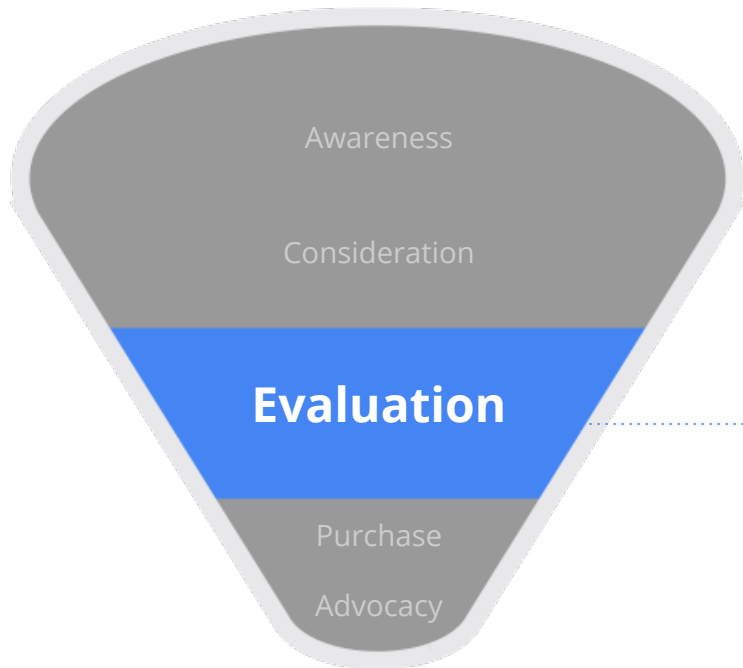 Awareness
Consideration
Evaluation
Purchase
Advocacy